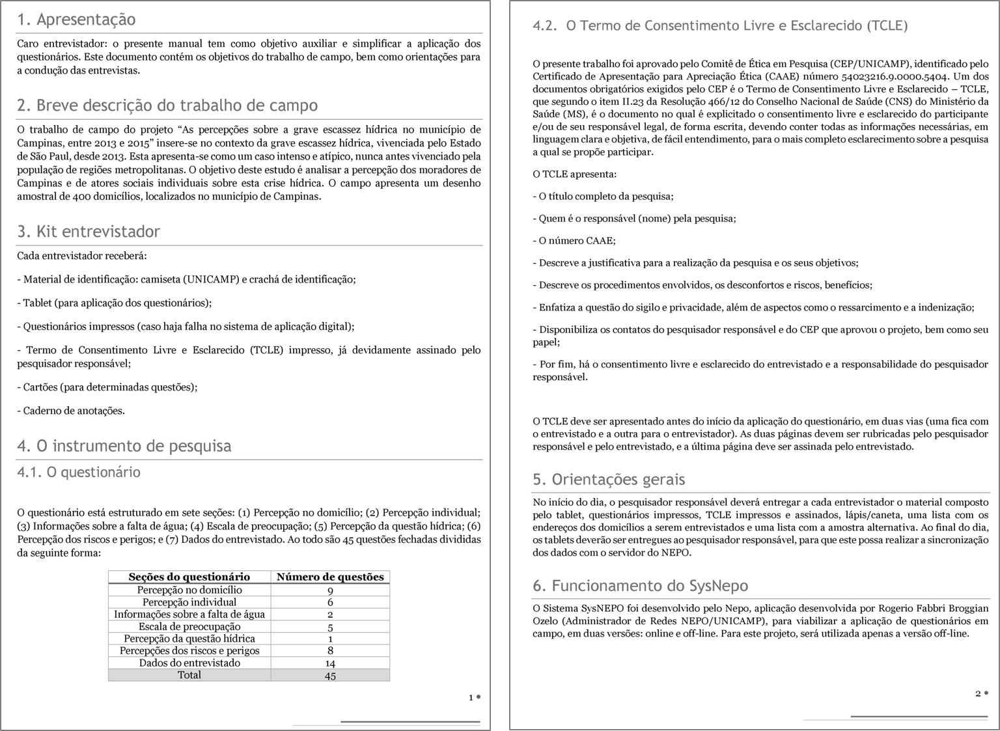 1. Apresentação
Caro entrevistador: o presente manual tem como objetivo auxiliar e simplificar a aplicação dos
questionários. Este documento contém os objetivos do trabalho de campo, bem como orientações para
a condução das entrevistas.
2. Breve descrição do trabalho de campo
O trabalho de campo do projeto “As percepções sobre a grave escassez hídrica no município de
Campinas, entre 2013 e 2015” insere-se no contexto da grave escassez hídrica, vivenciada pelo Estado
de São Paulo, desde 2013. Esta apresenta-se como um caso intenso e atípico, nunca antes vivenciado pela
população de regiões metropolitanas. O objetivo deste estudo é analisar a percepção dos moradores de
Campinas e de atores sociais individuais sobre esta crise hídrica. O campo apresenta um desenho
amostral de 400 domicílios, localizados no município de Campinas.
3. Kit entrevistador
Cada entrevistador receberá:
- Material de identificação: camiseta (UNICAMP) e crachá de identificação;
- Tablet (para aplicação dos questionários);
- Questionários impressos (caso haja falha no sistema de aplicação digital);
- Termo de Consentimento Livre e Esclarecido (TCLE) impresso, já devidamente assinado pelo
pesquisador responsável;
- Cartões (para determinadas questões);
- Caderno de anotações.
4. O instrumento de pesquisa
4.1. O questionário
O questionário está estruturado em sete seções: (1) Percepção no domicílio; (2) Percepção individual;
(3) Informações sobre a falta de água; (4) Escala de preocupação; (5) Percepção da questão hídrica; (6)
Percepção dos riscos e perigos; e (7) Dados do entrevistado. Ao todo são 45 questões fechadas divididas
da seguinte forma:
Seções do questionário Número de questões
Percepção no domicílio 9
Percepção individual 6
Informações sobre a falta de água 2
Escala de preocupação 5
Percepção da questão hídrica 1
Percepções dos riscos e perigos 8
Dados do entrevistado 14
Total 45
1 •
4.2. O Termo de Consentimento Livre e Esclarecido (TCLE)
O presente trabalho foi aprovado pelo Comitê de Ética em Pesquisa (CEP/UNICAMP), identificado pelo
Certificado de Apresentação para Apreciação Ética (CAAE) número 54023216.9.0000.5404. Um dos
documentos obrigatórios exigidos pelo CEP é o Termo de Consentimento Livre e Esclarecido – TCLE,
que segundo o item II.23 da Resolução 466/12 do Conselho Nacional de Saúde (CNS) do Ministério da
Saúde (MS), é o documento no qual é explicitado o consentimento livre e esclarecido do participante
e/ou de seu responsável legal, de forma escrita, devendo conter todas as informações necessárias, em
linguagem clara e objetiva, de fácil entendimento, para o mais completo esclarecimento sobre a pesquisa
a qual se propõe participar.
O TCLE apresenta:
- O título completo da pesquisa;
- Quem é o responsável (nome) pela pesquisa;
- O número CAAE;
- Descreve a justificativa para a realização da pesquisa e os seus objetivos;
- Descreve os procedimentos envolvidos, os desconfortos e riscos, benefícios;
- Enfatiza a questão do sigilo e privacidade, além de aspectos como o ressarcimento e a indenização;
- Disponibiliza os contatos do pesquisador responsável e do CEP que aprovou o projeto, bem como seu
papel;
- Por fim, há o consentimento livre e esclarecido do entrevistado e a responsabilidade do pesquisador
responsável.
O TCLE deve ser apresentado antes do início da aplicação do questionário, em duas vias (uma fica com
o entrevistado e a outra para o entrevistador). As duas páginas devem ser rubricadas pelo pesquisador
responsável e pelo entrevistado, e a última página deve ser assinada pelo entrevistado.
5. Orientações gerais
No início do dia, o pesquisador responsável deverá entregar a cada entrevistador o material composto
pelo tablet, questionários impressos, TCLE impressos e assinados, lápis/caneta, uma lista com os
endereços dos domicílios a serem entrevistados e uma lista com a amostra alternativa. Ao final do dia,
os tablets deverão ser entregues ao pesquisador responsável, para que este possa realizar a sincronização
dos dados com o servidor do NEPO.
6. Funcionamento do SysNepo
O Sistema SysNEPO foi desenvolvido pelo Nepo, aplicação desenvolvida por Rogerio Fabbri Broggian
Ozelo (Administrador de Redes NEPO/UNICAMP), para viabilizar a aplicação de questionários em
campo, em duas versões: online e off-line. Para este projeto, será utilizada apenas a versão off-line.
2 •